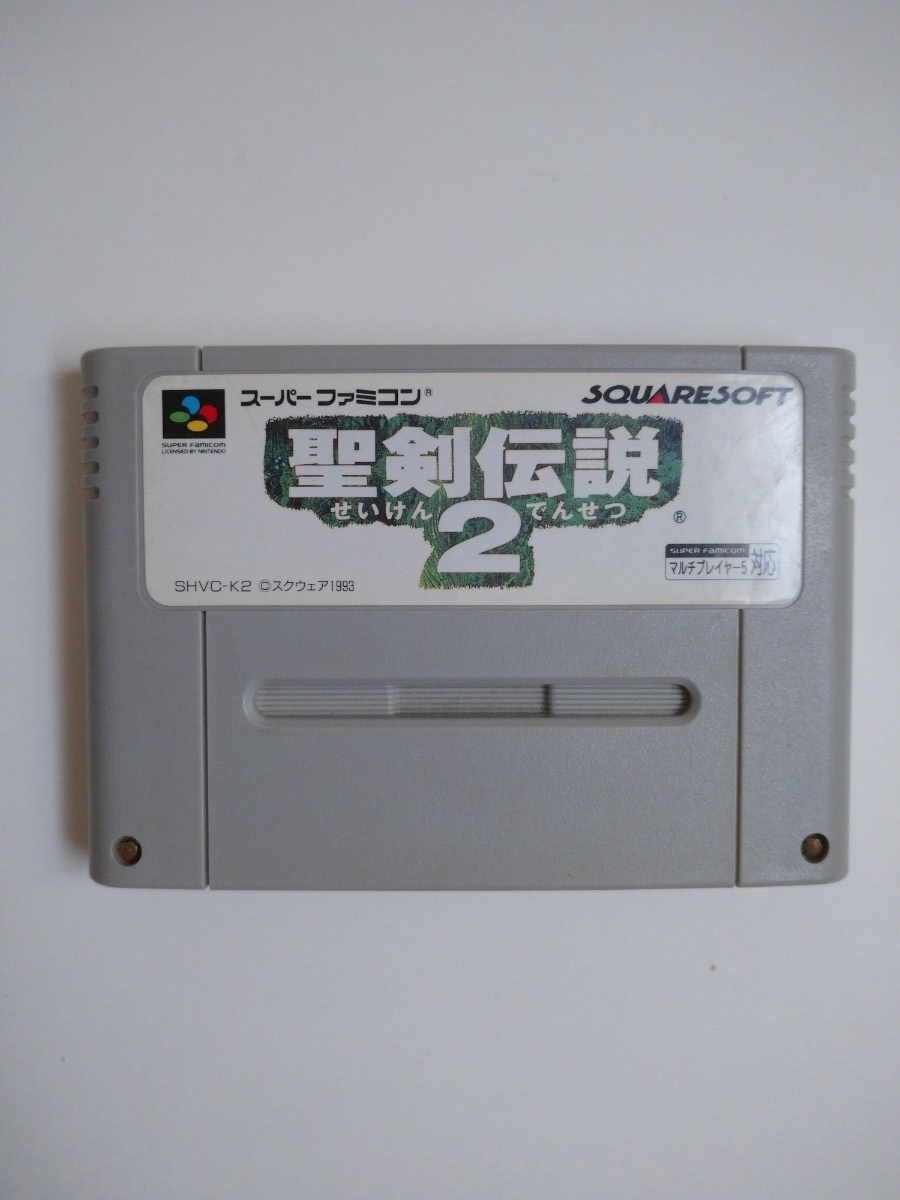 スーパーファミコン®
SQUARESOFT
SUPER FAMICOM
LICENSED BY NINTENDO
聖剣伝説
せいけん でんせつ
2
®
SUPER FAMICOM
マルチプレイヤー5 対応
SHVC-K2 ©スクウェア1993